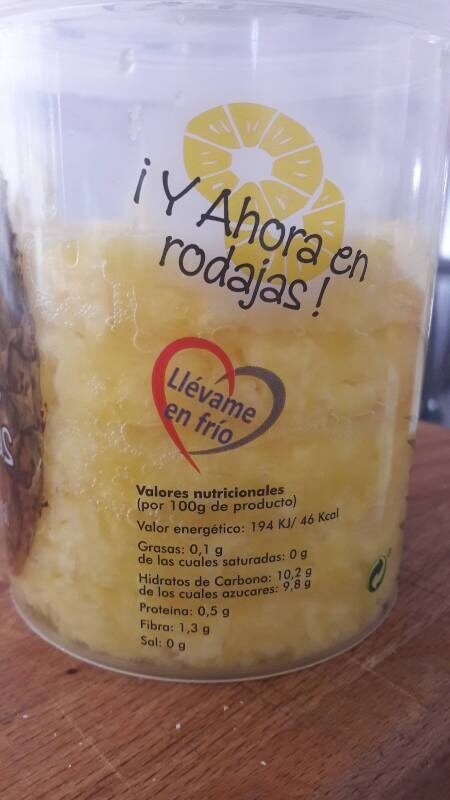 ¡Y Ahora en
rodajas!
Llévame
en frío
Valores nutricionales
(por 100g de producto)
Valor energético: 194 KJ/ 46 Kcal
Grasas: 0,1 g
de los cuales saturadas: 0 g
Hidratos de Carbono: 10,2 g
de los cuales azucares: 9,8 g
Proteína: 0,5 g
Fibra: 1,3 g
Sal: 0 g